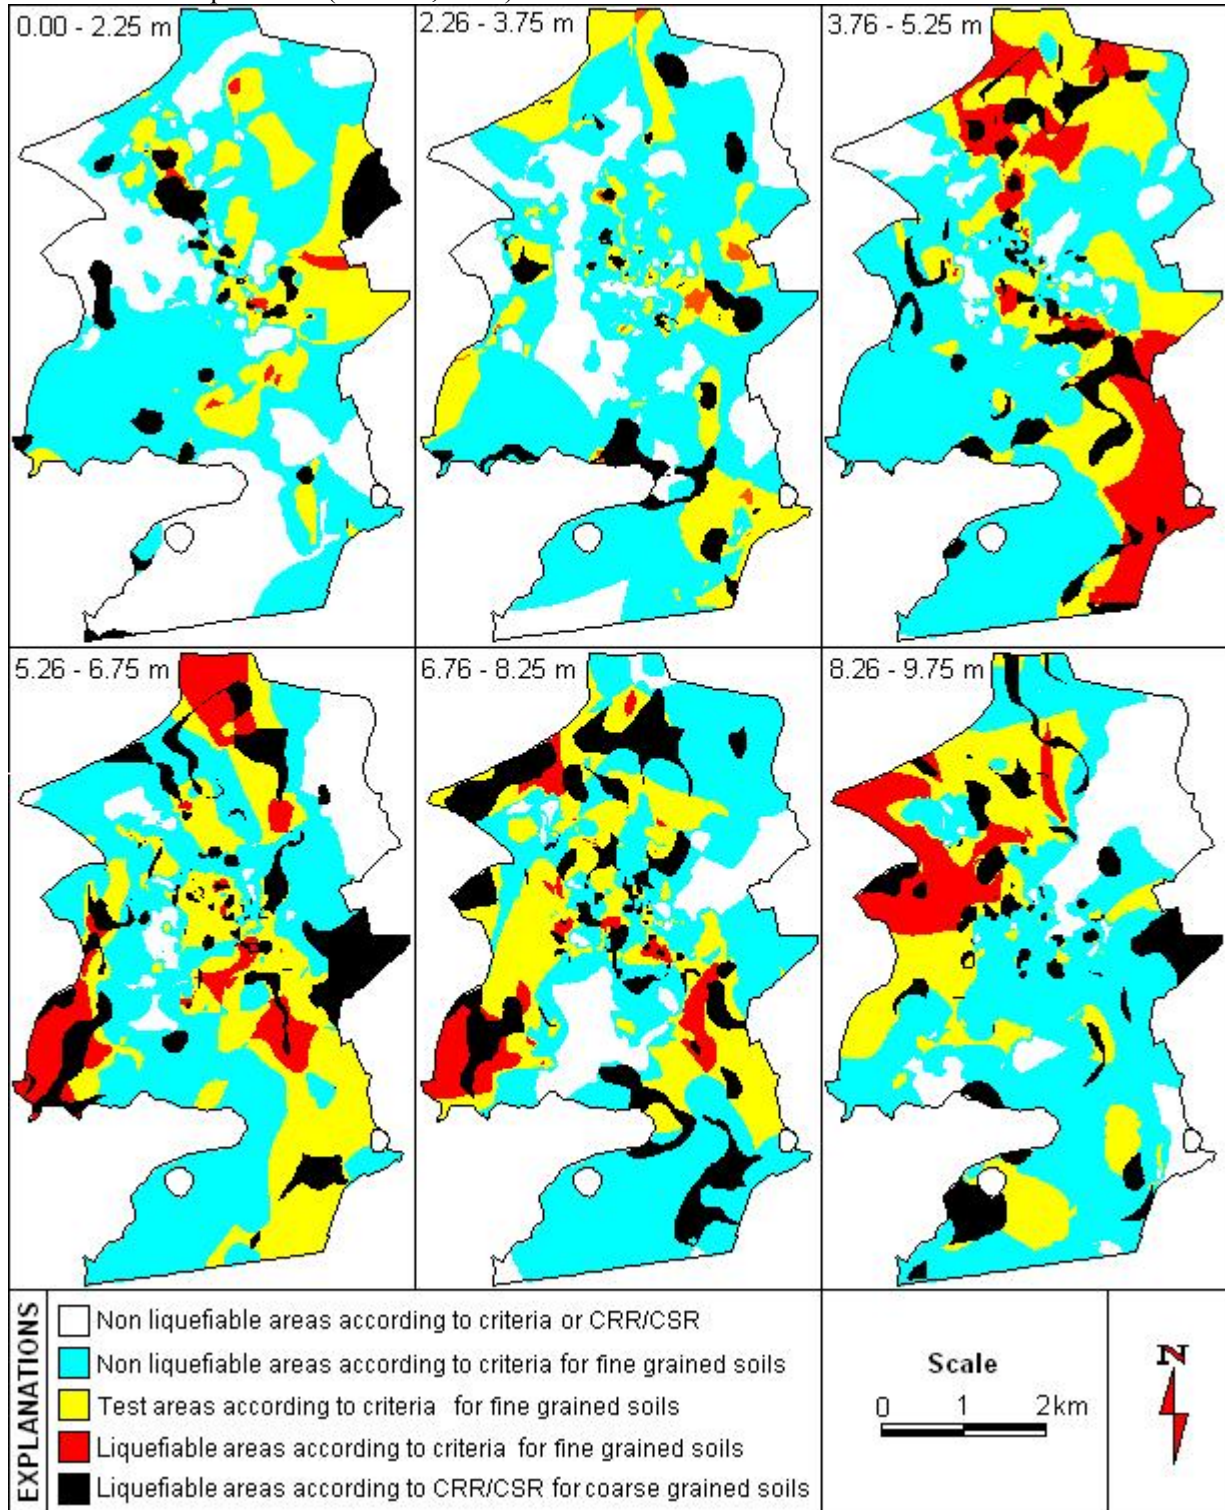 0.00 - 2.25 m
2.26 - 3.75 m
3.76 - 5.25 m
5.26 - 6.75 m
6.76 - 8.25 m
8.26 - 9.75 m
EXPLANATIONS
Non liquefiable areas according to criteria or CRR/CSR
Non liquefiable areas according to criteria for fine grained soils
Test areas according to criteria for fine grained soils
Liquefiable areas according to criteria for fine grained soils
Liquefiable areas according to CRR/CSR for coarse grained soils
Scale
0 1 2km
N